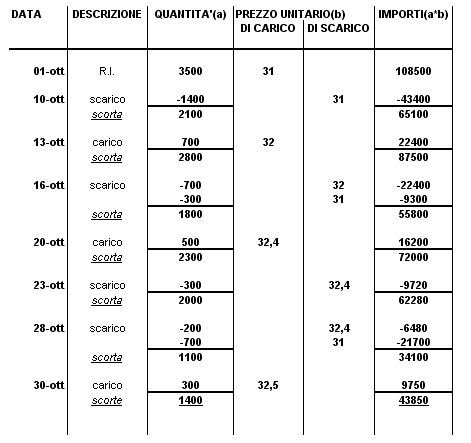 DATA DESCRIZIONE QUANTITA'(a) PREZZO UNITARIO(b) IMPORTI(a*b)
DI CARICO DI SCARICO
01-ott R.I. 3500 31 108500
10-ott scarico -1400 31 -43400
scorta 2100 65100
13-ott carico 700 32 22400
scorta 2800 87500
16-ott scarico -700 32 -22400
-300 31 -9300
scorta 1800 55800
20-ott carico 500 32,4 16200
scorta 2300 72000
23-ott scarico -300 32,4 -9720
scorta 2000 62280
28-ott scarico -200 32,4 -6480
-700 31 -21700
scorta 1100 34100
30-ott carico 300 32,5 9750
scorte 1400 43850